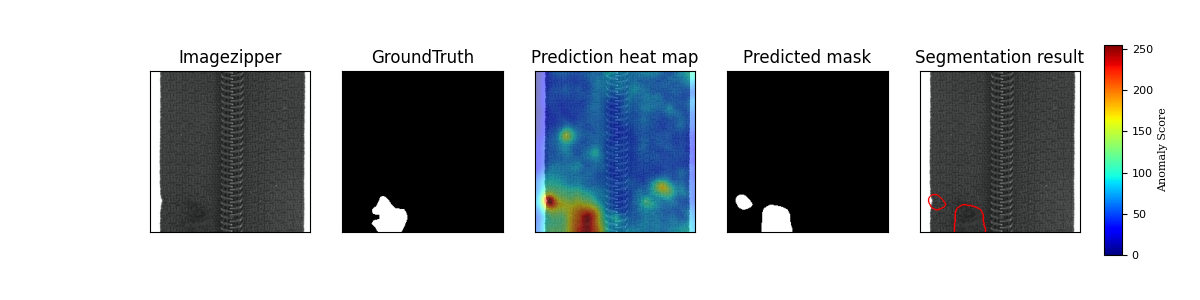 Imagezipper
GroundTruth
Prediction heat map
Predicted mask
Segmentation result
250
200
150
100
50
0
Anomaly Score